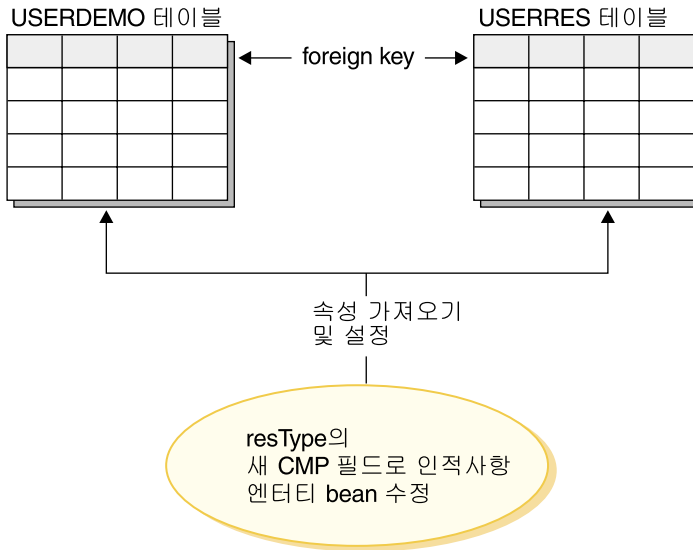 USERDEMO 테이블
USERRES 테이블
foreign key
속성 가져오기
및 설정
resType의
새 CMP 필드로 인적사항
엔터티 bean 수정